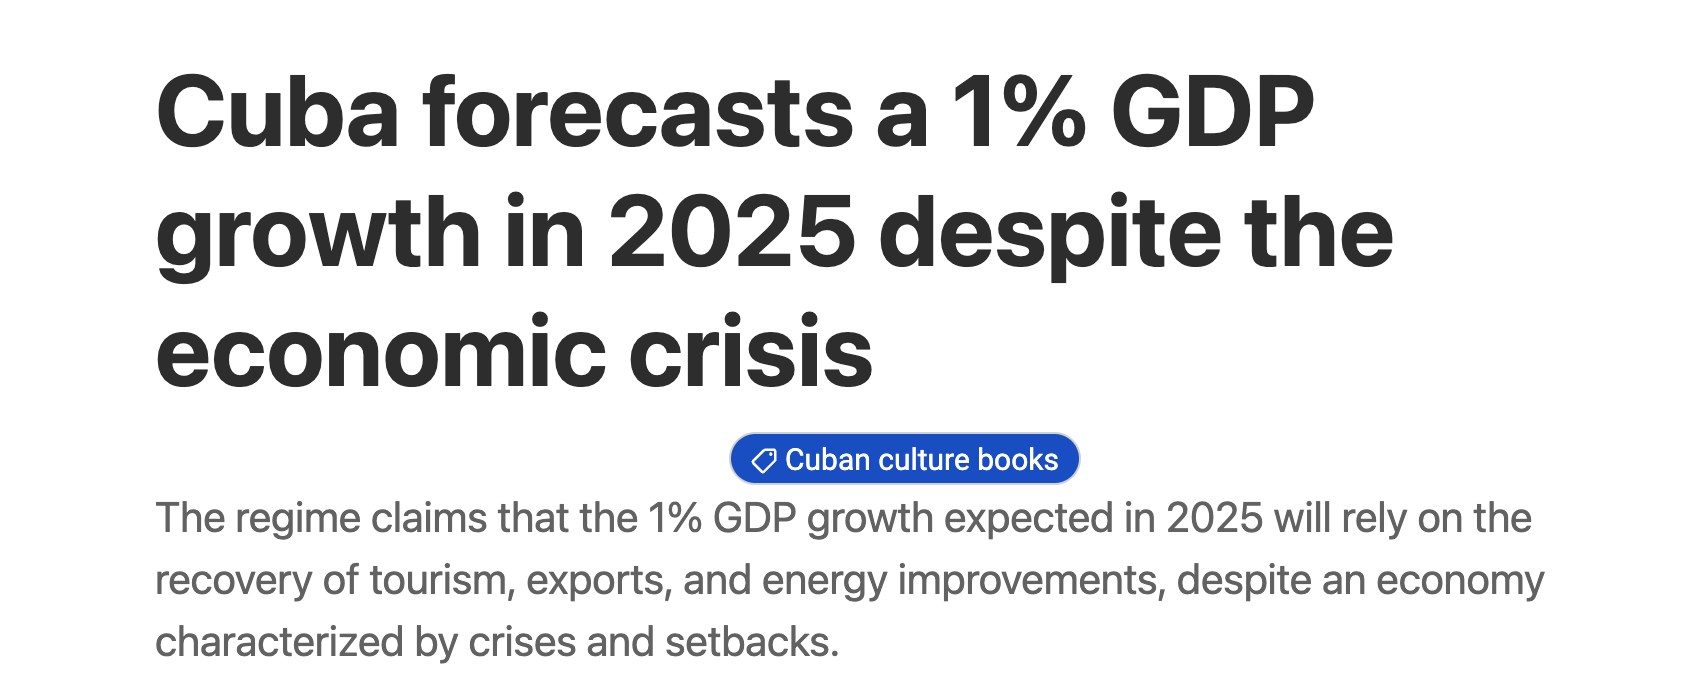 Cuba forecasts a 1% GDP
growth in 2025 despite the
economic crisis
Cuban culture books
The regime claims that the 1% GDP growth expected in 2025 will rely on the
recovery of tourism, exports, and energy improvements, despite an economy
characterized by crises and setbacks.